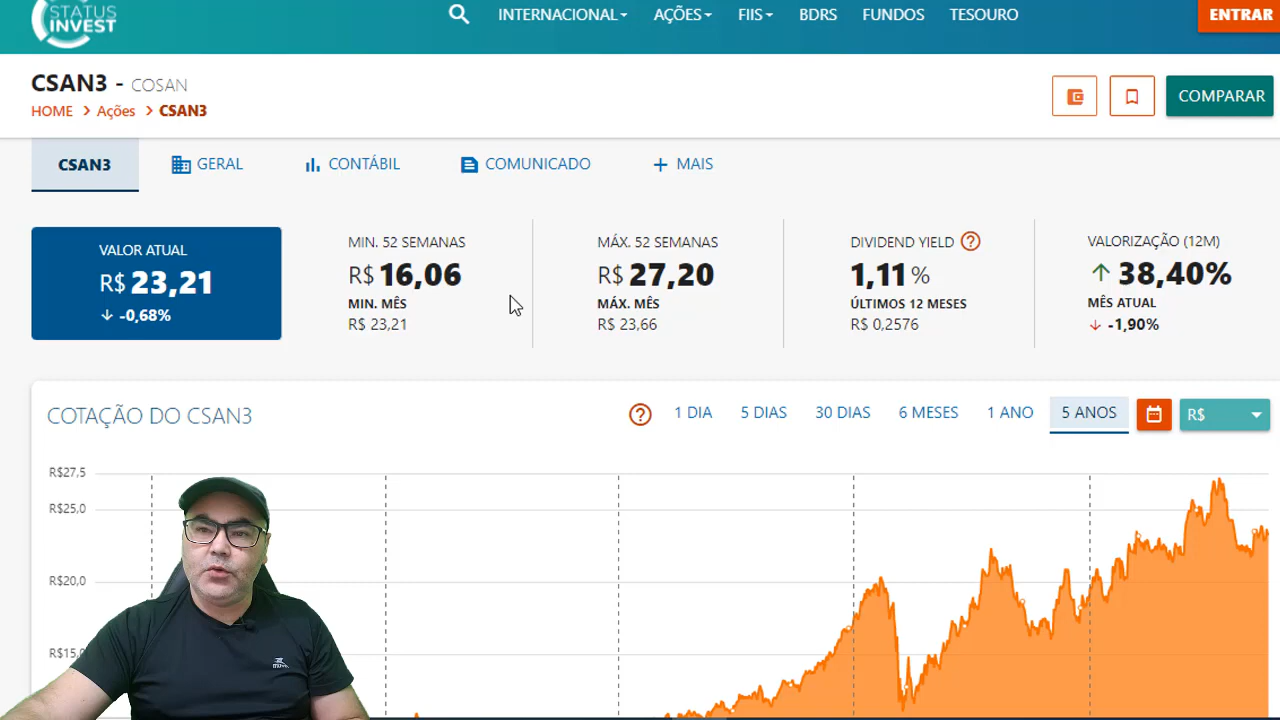 STATUS
INVEST
INTERNACIONAL
AÇÕES
FIIS
BDRS
FUNDOS
TESOURO
ENTRAR
CSAN3 - COSAN
HOME > Ações > CSAN3
COMPARAR
CSAN3
GERAL
CONTÁBIL
COMUNICADO
+ MAIS
VALOR ATUAL
R$ 23,21
-0,68%
MIN. 52 SEMANAS
R$ 16,06
MIN. MÊS
R$ 23,21
MÁX. 52 SEMANAS
R$ 27,20
MÁX. MÊS
R$ 23,66
DIVIDEND YIELD ?
1,11 %
ÚLTIMOS 12 MESES
R$ 0,2576
VALORIZAÇÃO (12M)
38,40%
MÊS ATUAL
-1,90%
COTAÇÃO DO CSAN3
?
1 DIA
5 DIAS
30 DIAS
6 MESES
1 ANO
5 ANOS
R$
R$27,5
R$25,0
R$20,0
R$15,